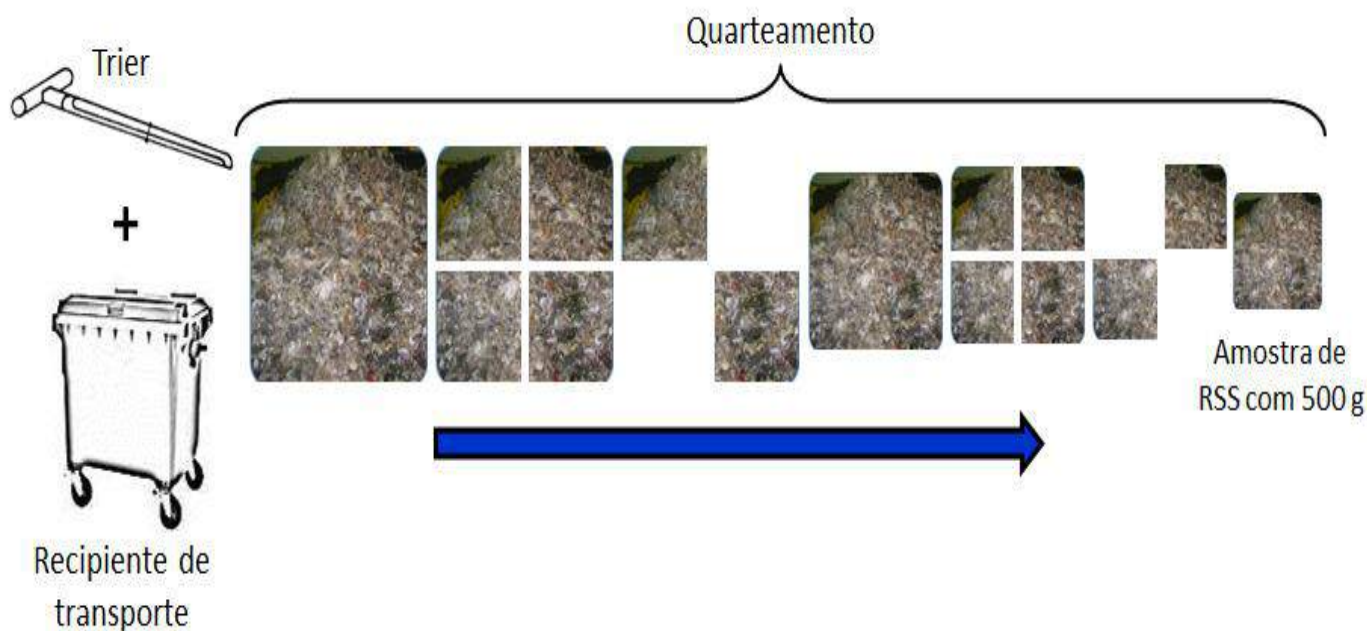 Quarteamento
Trier
+
Recipiente de
transporte
Amostra de
RSS com 500 g